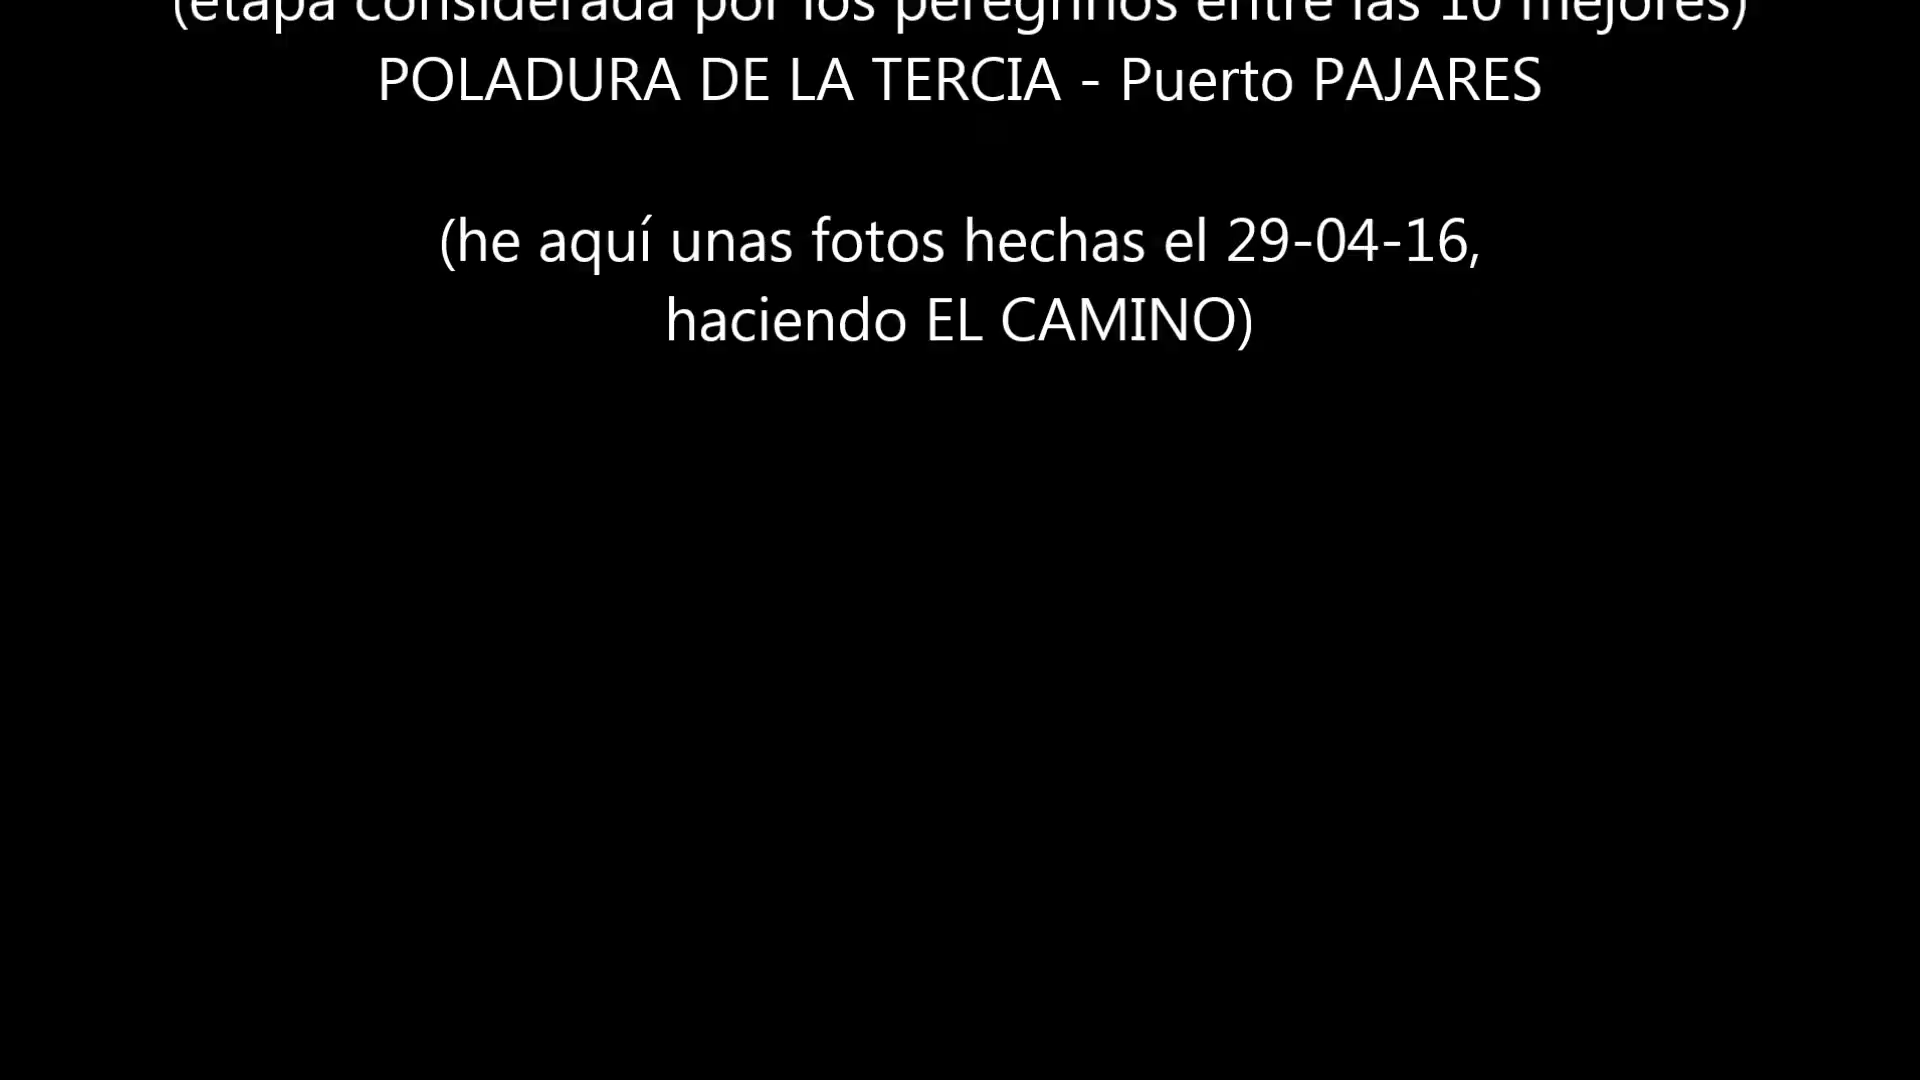 (etapa considerada por los peregrinos entre las 10 mejores)
POLADURA DE LA TERCIA - Puerto PAJARES
(he aquí unas fotos hechas el 29-04-16,
haciendo EL CAMINO)